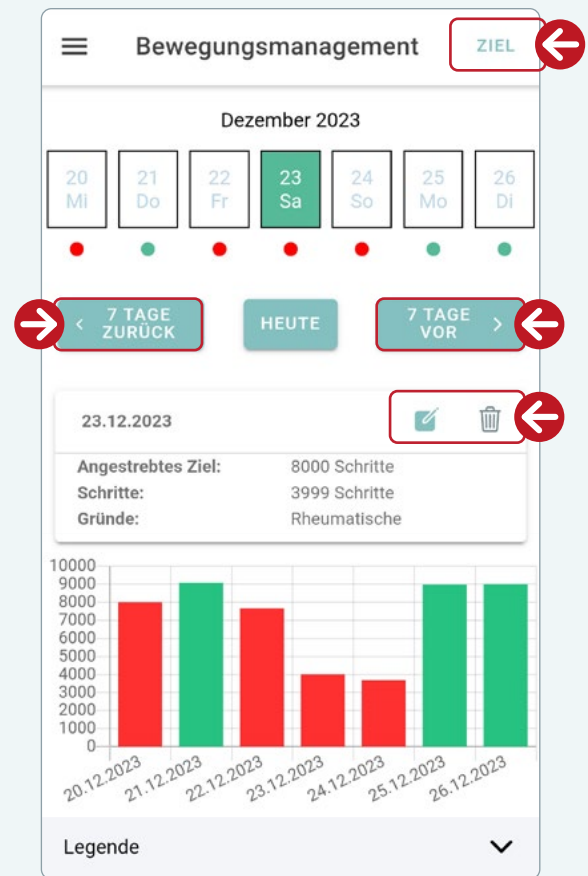 Bewegungsmanagement ZIEL
Dezember 2023
20 21 22 23 24 25 26
Mi Do Fr Sa So Mo Di
7 TAGE ZURÜCK HEUTE 7 TAGE VOR
23.12.2023
Angestrebtes Ziel: 8000 Schritte
Schritte: 3999 Schritte
Gründe: Rheumatische
10000
9000
8000
7000
6000
5000
4000
3000
2000
1000
0
20.12.2023 21.12.2023 22.12.2023 23.12.2023 24.12.2023 25.12.2023 26.12.2023
Legende